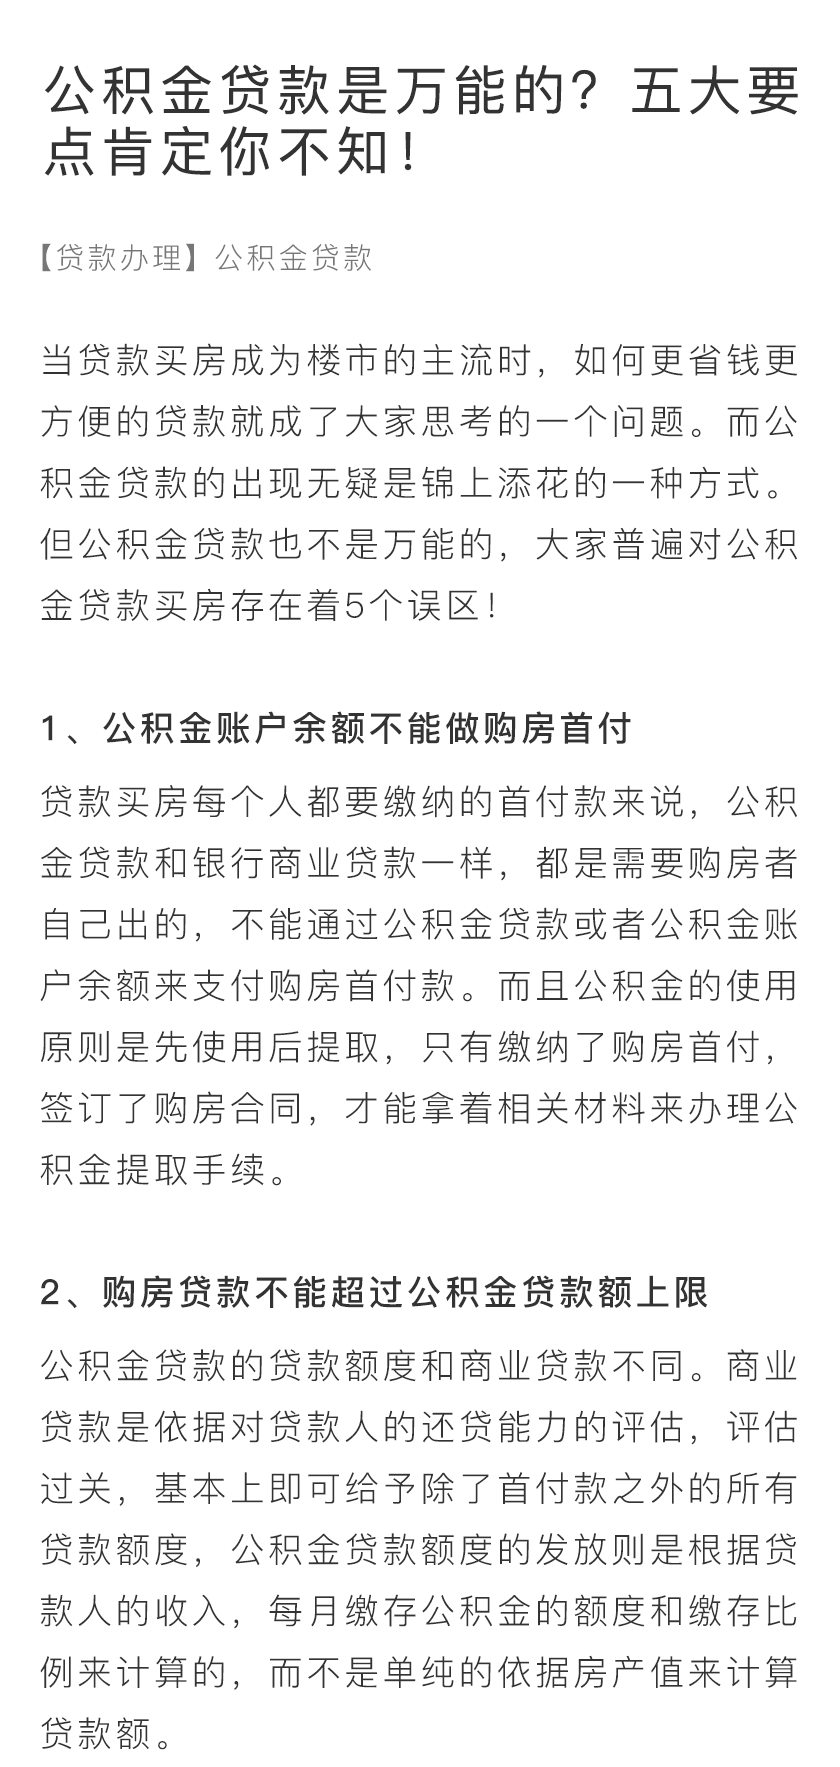 公积金贷款是万能的？五大要
点肯定你不知！
【贷款办理】公积金贷款
当贷款买房成为楼市的主流时，如何更省钱更
方便的贷款就成了大家思考的一个问题。而公
积金贷款的出现无疑是锦上添花的一种方式。
但公积金贷款也不是万能的，大家普遍对公积
金贷款买房存在着5个误区！
1、公积金账户余额不能做购房首付
贷款买房每个人都要缴纳的首付款来说，公积
金贷款和银行商业贷款一样，都是需要购房者
自己出的，不能通过公积金贷款或者公积金账
户余额来支付购房首付款。而且公积金的使用
原则是先使用后提取，只有缴纳了购房首付，
签订了购房合同，才能拿着相关材料来办理公
积金提取手续。
2、购房贷款不能超过公积金贷款额上限
公积金贷款的贷款额度和商业贷款不同。商业
贷款是依据对贷款人的还贷能力的评估，评估
过关，基本上即可给予除了首付款之外的所有
贷款额度，公积金贷款额度的发放则是根据贷
款人的收入，每月缴存公积金的额度和缴存比
例来计算的，而不是单纯的依据房产值来计算
贷款额。